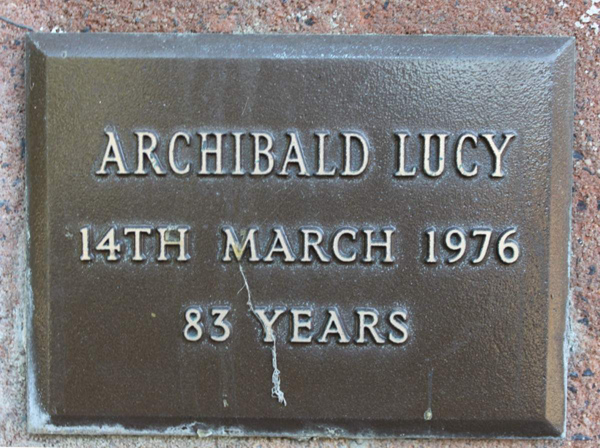 ARCHIBALD LUCY
14TH MARCH 1976
83 YEARS